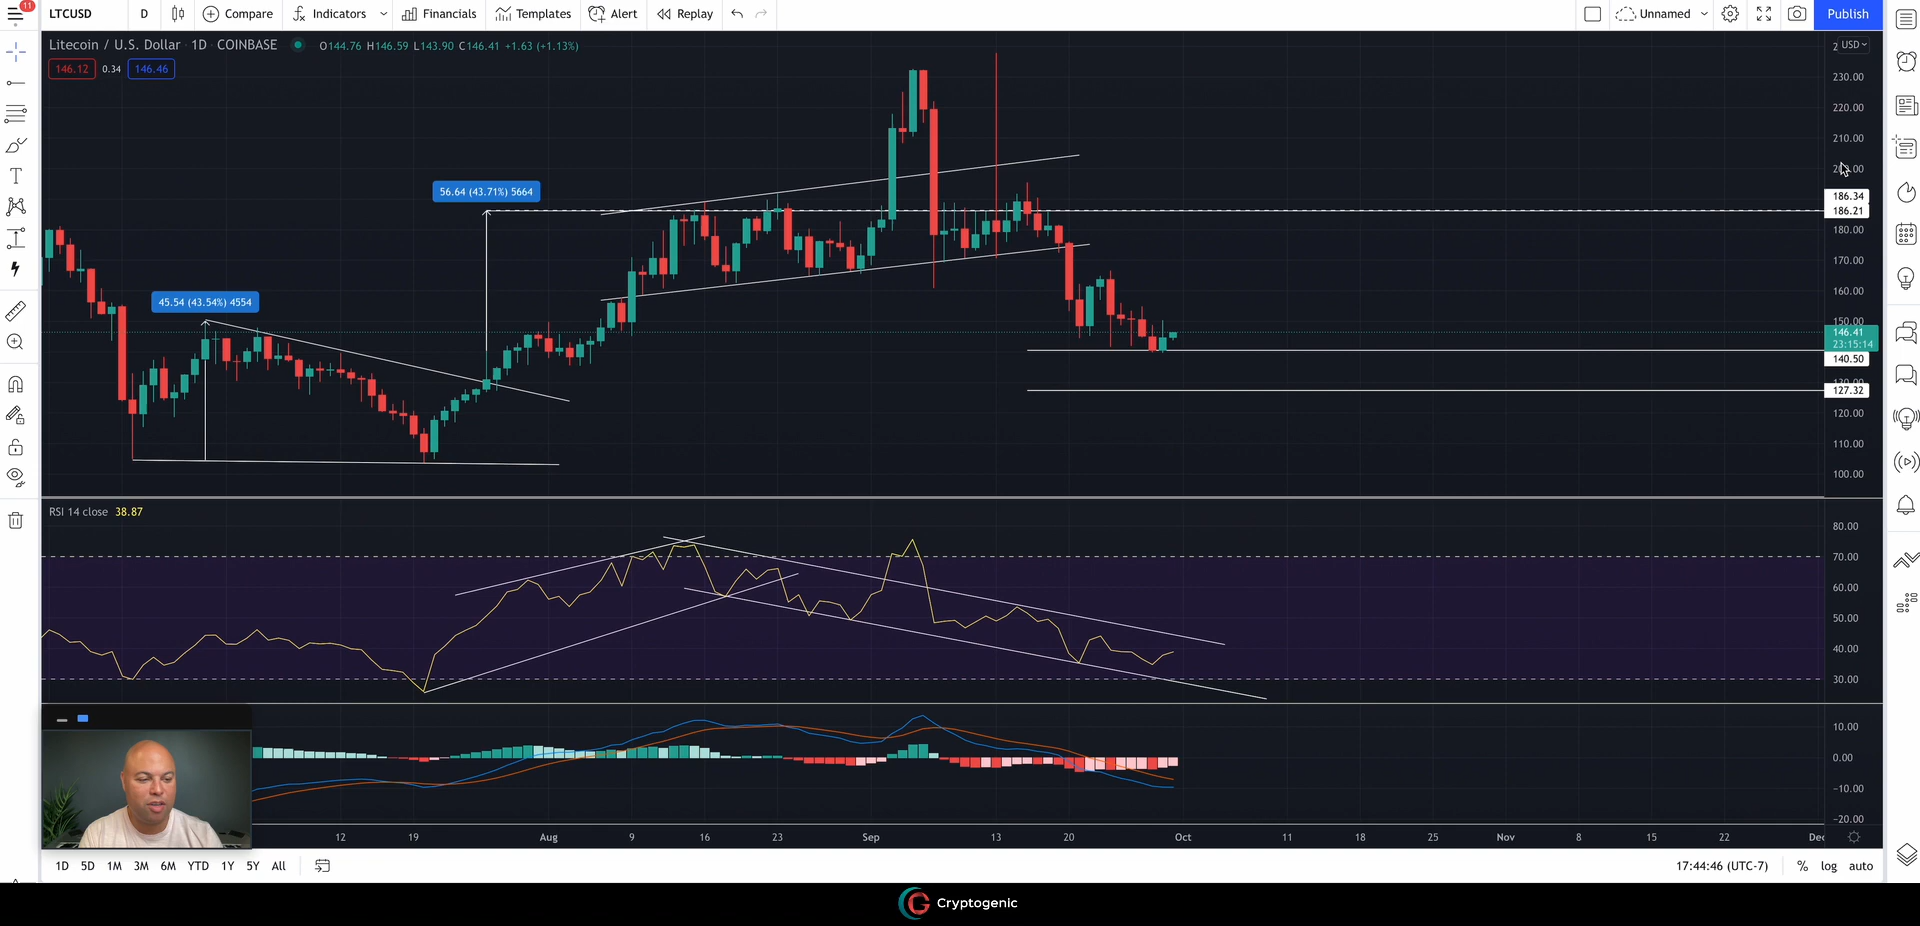 11
LTCUSD D Compare Indicators Financials Templates Alert Replay Unnamed Publish
Litecoin / U.S. Dollar · 1D · COINBASE O144.76 H146.59 L143.90 C146.41 +1.63 (+1.13%)
USD
146.12 0.34 146.46
230.00
220.00
210.00
186.34
186.21
180.00
170.00
160.00
150.00
146.41
23:15:14
140.50
130.00
127.32
120.00
110.00
100.00
56.64 (43.71%) 5664
45.54 (43.54%) 4554
RSI 14 close 38.87
80.00
70.00
60.00
50.00
40.00
30.00
10.00
0.00
-10.00
-20.00
12 19 Aug 9 16 23 Sep 13 20 Oct 11 18 25 Nov 8 15 22 Dec
1D 5D 1M 3M 6M YTD 1Y 5Y All 17:44:46 (UTC-7) % log auto
Cryptogenic